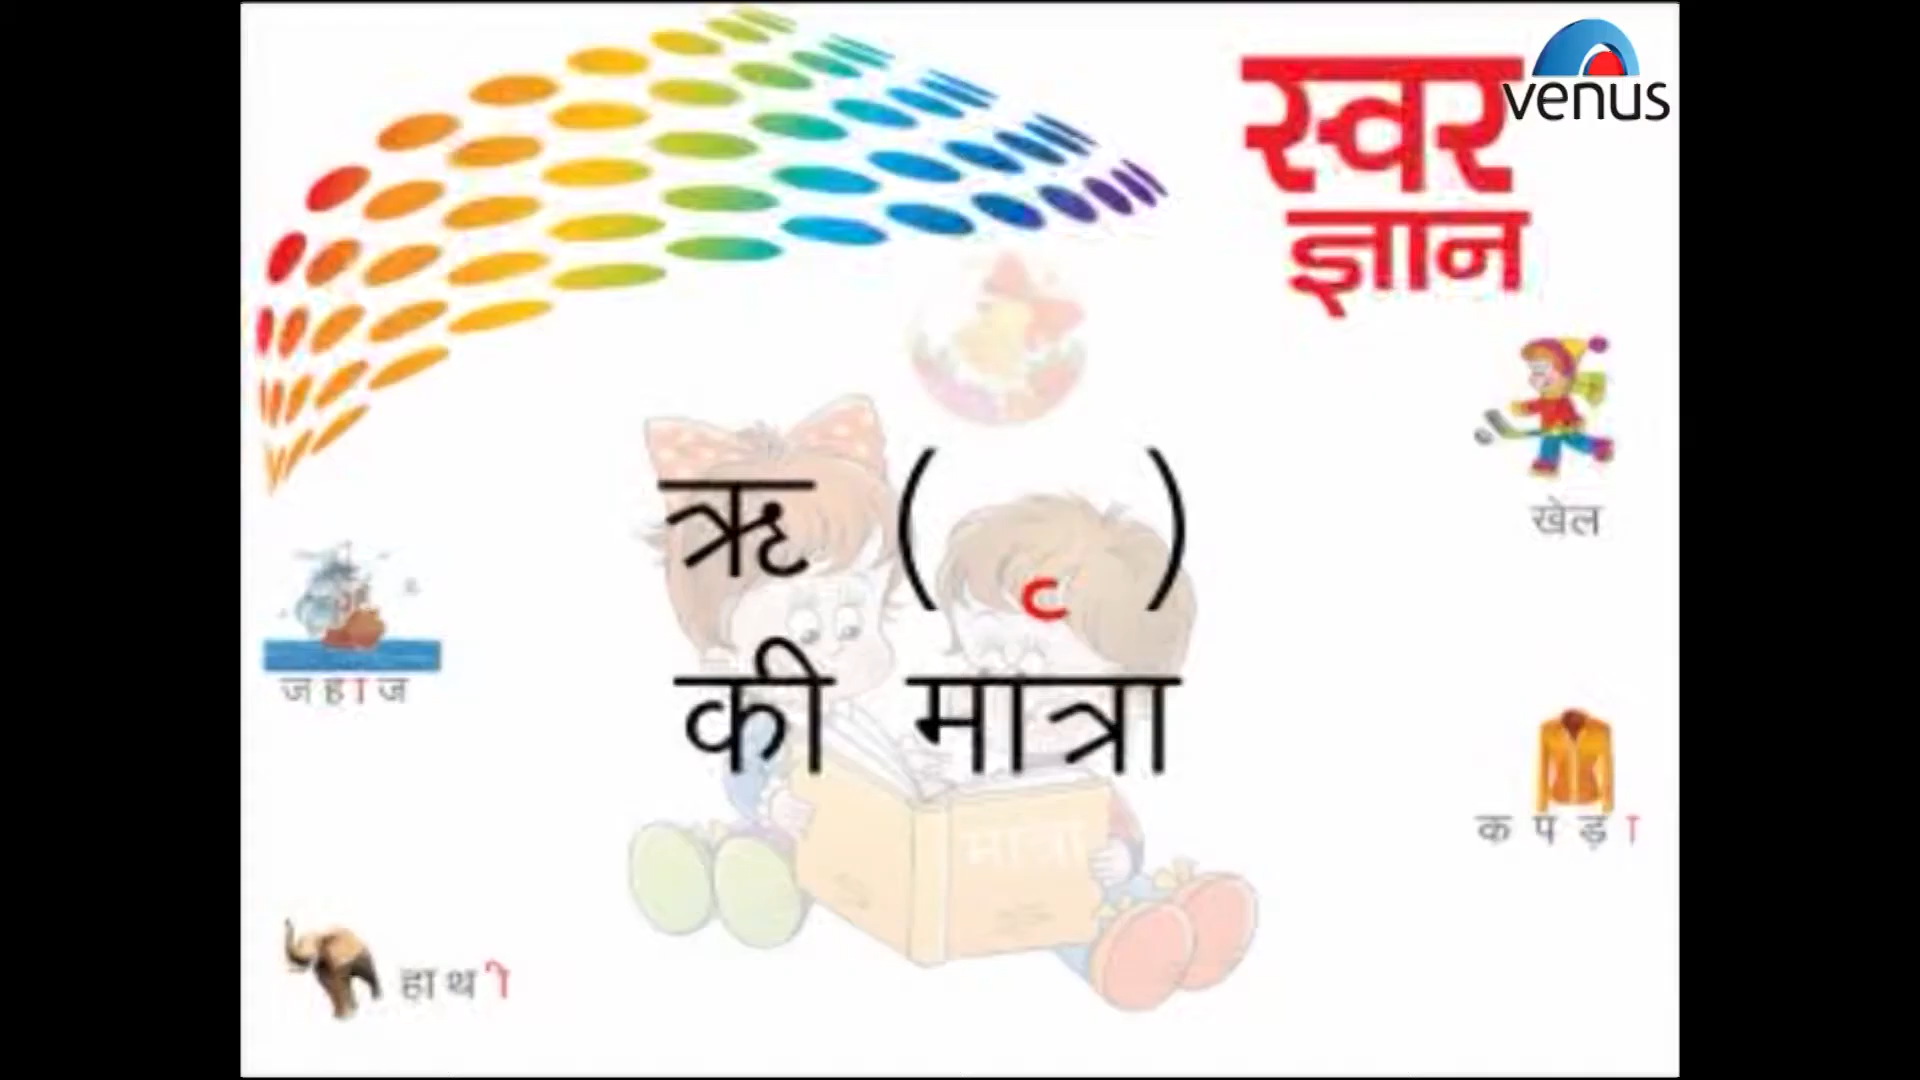 स्वर
venus
ज्ञान
खेल
ऋ ( ृ )
की मात्रा
जहाज
कपड़ा
मात्रा
हाथी